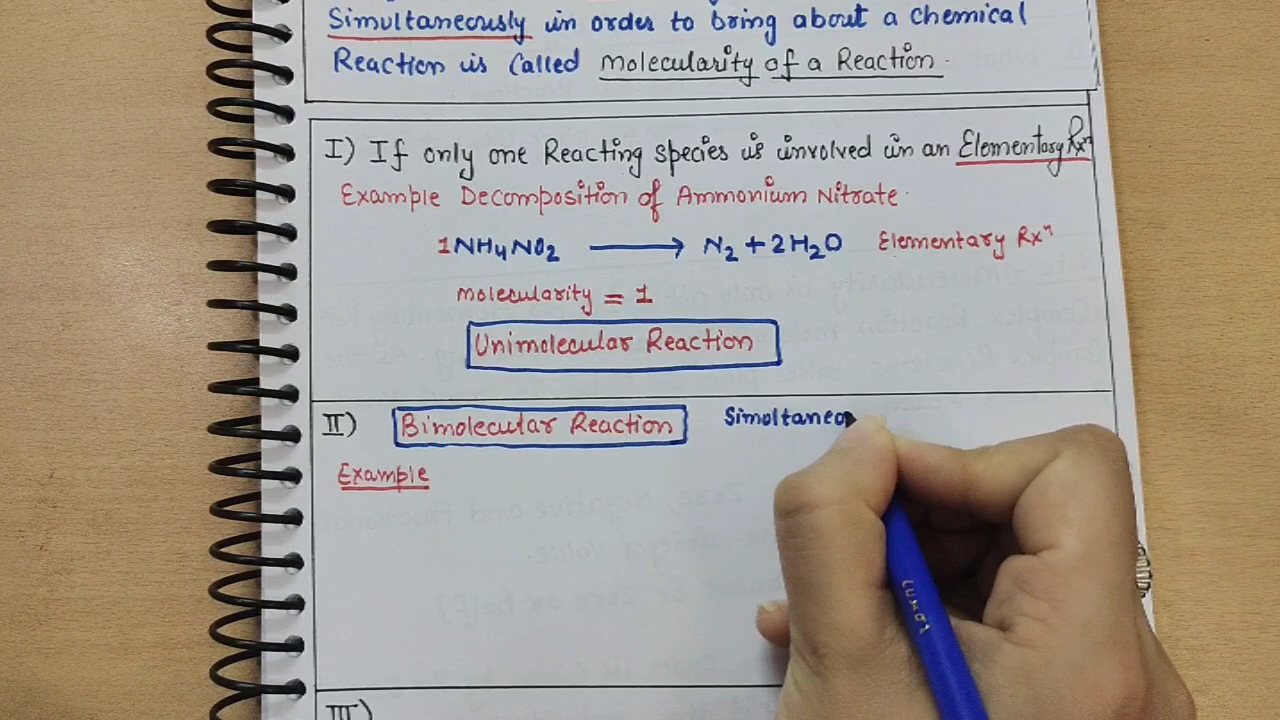 Simultaneously in order to bring about a chemical
Reaction is called molecularity of a Reaction.
I) If only one Reacting species is involved in an Elementary Rxⁿ
Example Decomposition of Ammonium Nitrate.
1NH₄NO₂ ⟶ N₂ + 2H₂O Elementary Rxⁿ
molecularity = 1
Unimolecular Reaction
II) Bimolecular Reaction Simultaneo
Example
III)
LUXOR